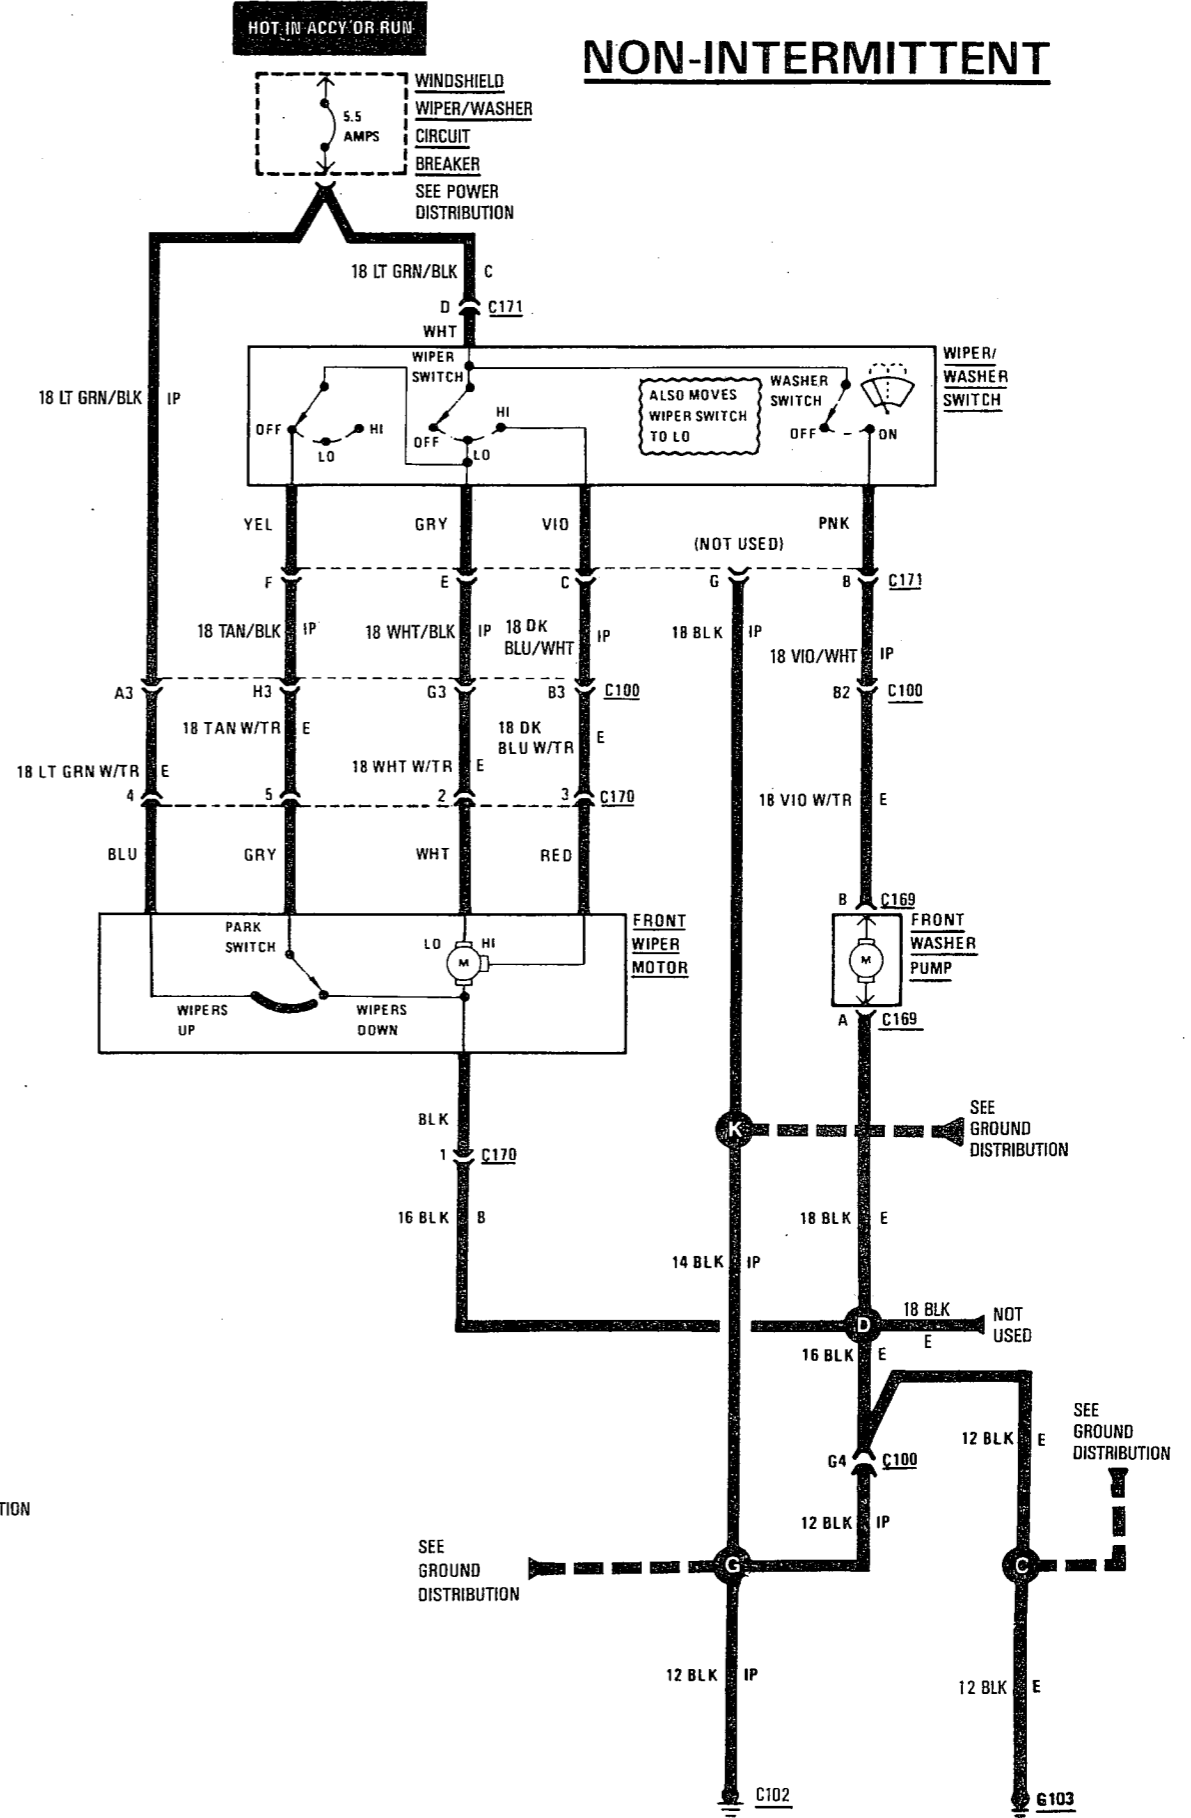 HOT IN ACCY OR RUN
NON-INTERMITTENT
5.5
AMPS
WINDSHIELD
WIPER/WASHER
CIRCUIT
BREAKER
SEE POWER
DISTRIBUTION
18 LT GRN/BLK C
D C171
WHT
18 LT GRN/BLK IP
WIPER
SWITCH
OFF LO HI
OFF LO HI
ALSO MOVES
WIPER SWITCH
TO LO
WASHER
SWITCH
OFF ON
WIPER/
WASHER
SWITCH
YEL GRY VIO PNK
(NOT USED)
F E C G B C171
18 TAN/BLK IP
18 WHT/BLK IP
18 DK
BLU/WHT IP
18 BLK IP
18 VIO/WHT IP
A3 H3 G3 B3 C100
B2 C100
18 TAN W/TR E
18 DK
BLU W/TR E
18 LT GRN W/TR E
18 WHT W/TR E
4 5 2 3 C170
18 VIO W/TR E
BLU GRY WHT RED
B C169
PARK
SWITCH
LO M HI
WIPERS
UP
WIPERS
DOWN
FRONT
WIPER
MOTOR
M
FRONT
WASHER
PUMP
A C169
BLK
1 C170
K
SEE
GROUND
DISTRIBUTION
16 BLK B
18 BLK E
14 BLK IP
D
18 BLK
E
NOT
USED
16 BLK E
12 BLK E
SEE
GROUND
DISTRIBUTION
G4 C100
TION
12 BLK IP
SEE
GROUND
DISTRIBUTION
G
C
12 BLK IP
12 BLK E
C102
G103